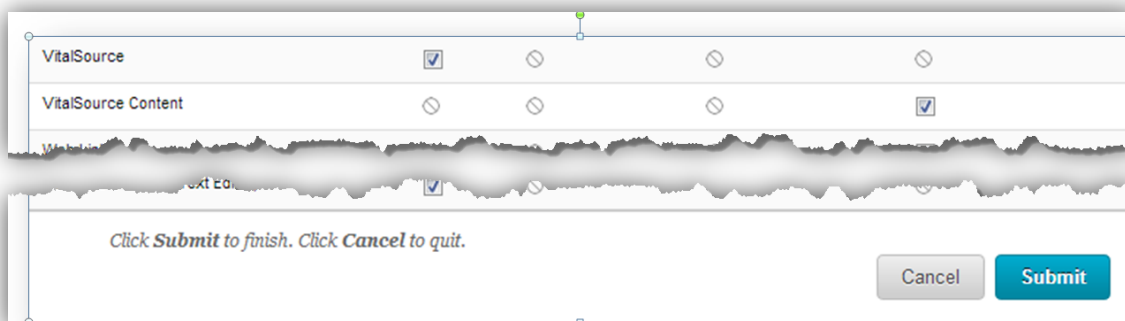 VitalSource
VitalSource Content
Click Submit to finish. Click Cancel to quit.
Cancel
Submit